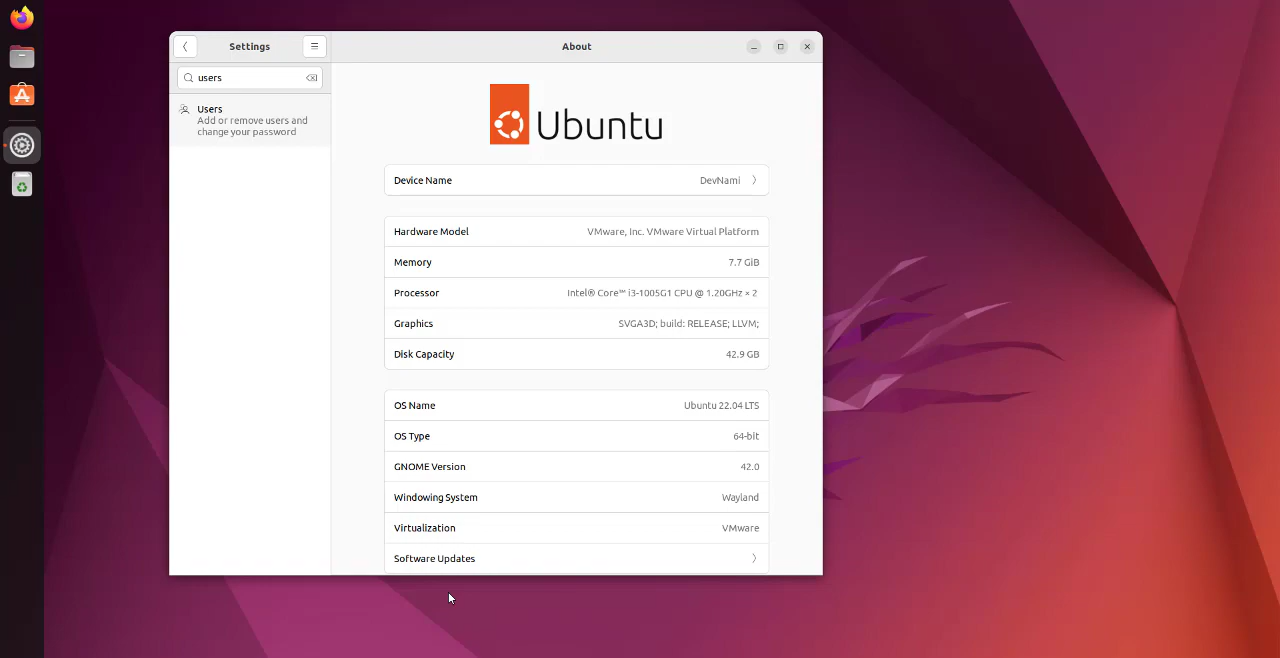 Settings
About
users
Users
Add or remove users and
change your password
Ubuntu
Device Name DevNami
Hardware Model VMware, Inc. VMware Virtual Platform
Memory 7.7 GiB
Processor Intel® Core™ i3-1005G1 CPU @ 1.20GHz × 2
Graphics SVGA3D; build: RELEASE; LLVM;
Disk Capacity 42.9 GB
OS Name Ubuntu 22.04 LTS
OS Type 64-bit
GNOME Version 42.0
Windowing System Wayland
Virtualization VMware
Software Updates